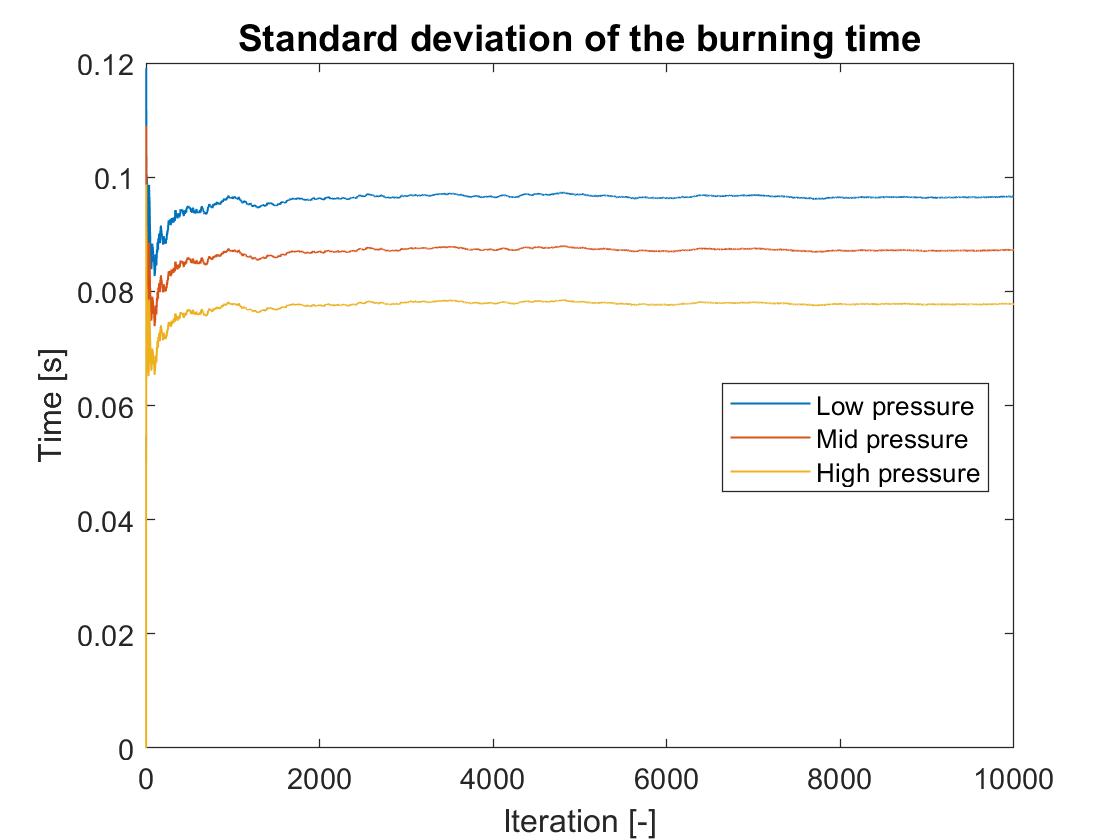 Standard deviation of the burning time
0.12
0.1
0.08
0.06
0.04
0.02
0
Time [s]
Low pressure
Mid pressure
High pressure
0 2000 4000 6000 8000 10000
Iteration [-]